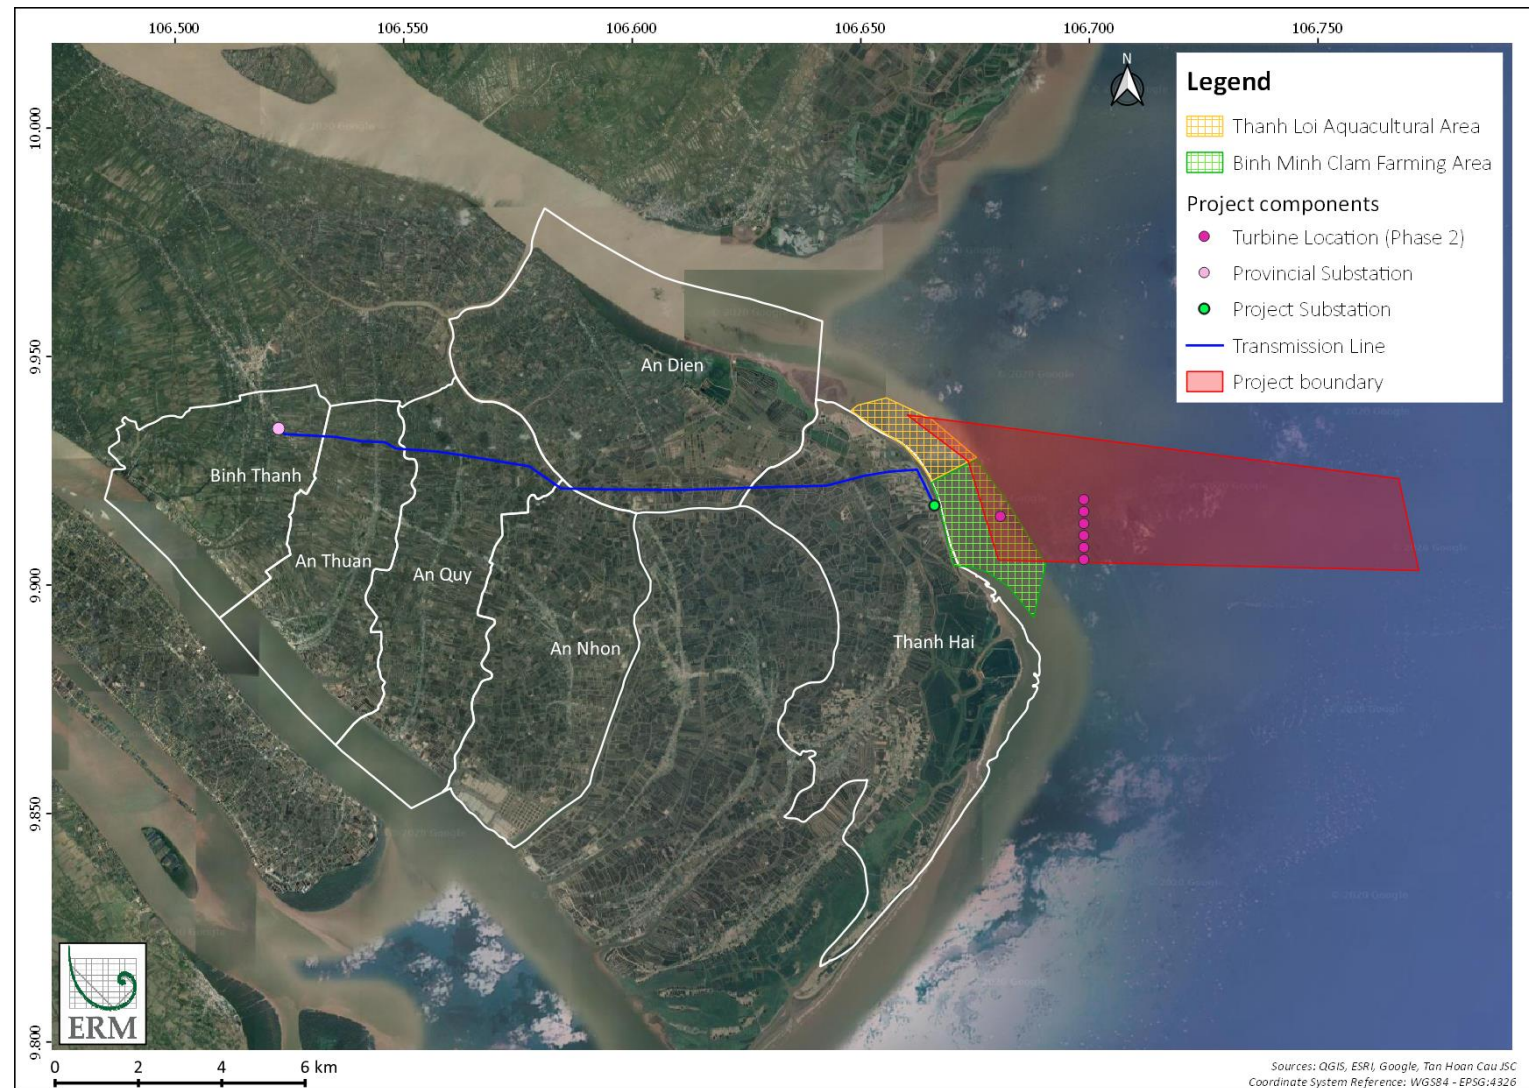 106.500 106.550 106.600 106.650 106.700 106.750
10.000
9.950
9.900
9.850
9.800
N
Legend
Thanh Loi Aquacultural Area
Binh Minh Clam Farming Area
Project components
Turbine Location (Phase 2)
Provincial Substation
Project Substation
Transmission Line
Project boundary
An Dien
Binh Thanh
An Thuan
An Quy
An Nhon
Thanh Hai
ERM
0 2 4 6 km
Sources: QGIS, ESRI, Google, Tan Hoan Cau JSC
Coordinate System Reference: WGS84 - EPSG:4326